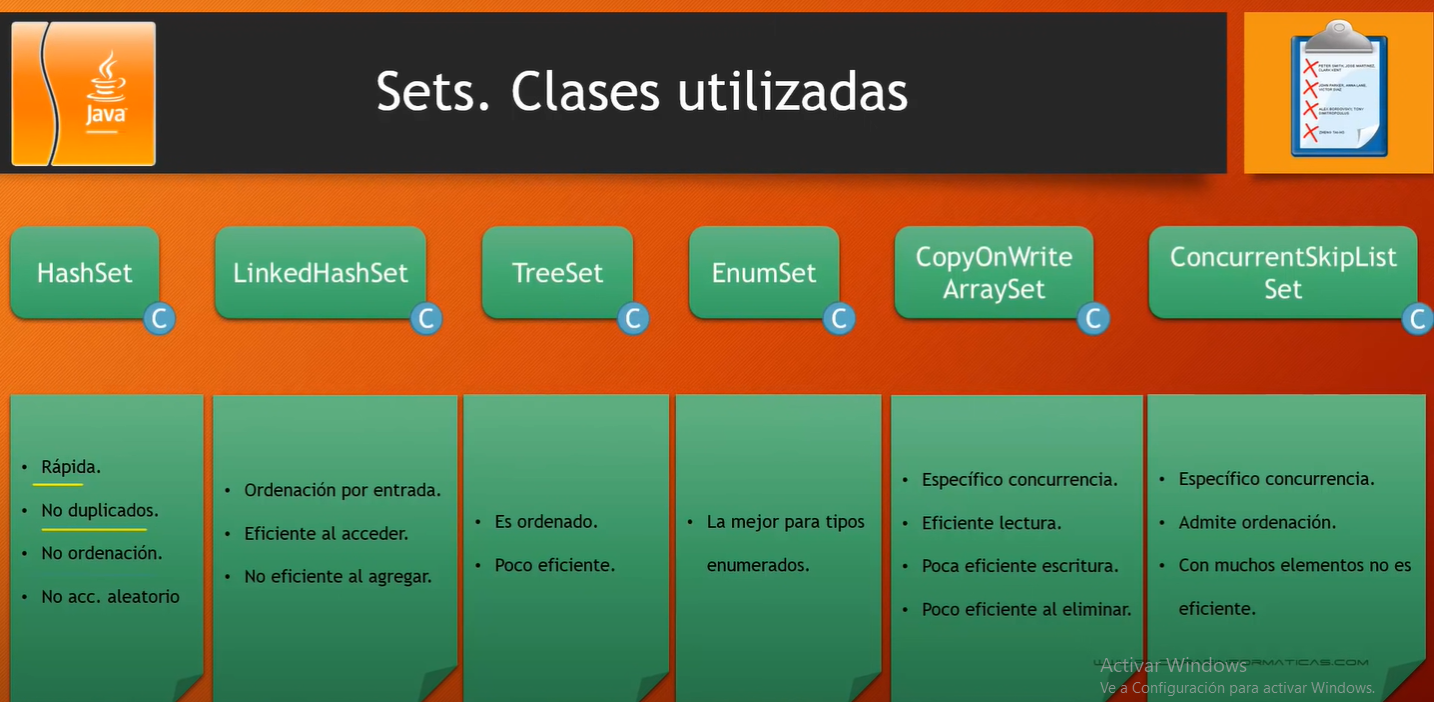 Java
Sets. Clases utilizadas
HashSet
C
LinkedHashSet
C
TreeSet
C
EnumSet
C
CopyOnWrite
ArraySet
C
ConcurrentSkipList
Set
C
• Rápida.
• No duplicados.
• No ordenación.
• No acc. aleatorio
• Ordenación por entrada.
• Eficiente al acceder.
• No eficiente al agregar.
• Es ordenado.
• Poco eficiente.
• La mejor para tipos
enumerados.
• Específico concurrencia.
• Eficiente lectura.
• Poca eficiente escritura.
• Poco eficiente al eliminar.
• Específico concurrencia.
• Admite ordenación.
• Con muchos elementos no es
eficiente.
Activar Windows
Ve a Configuración para activar Windows.